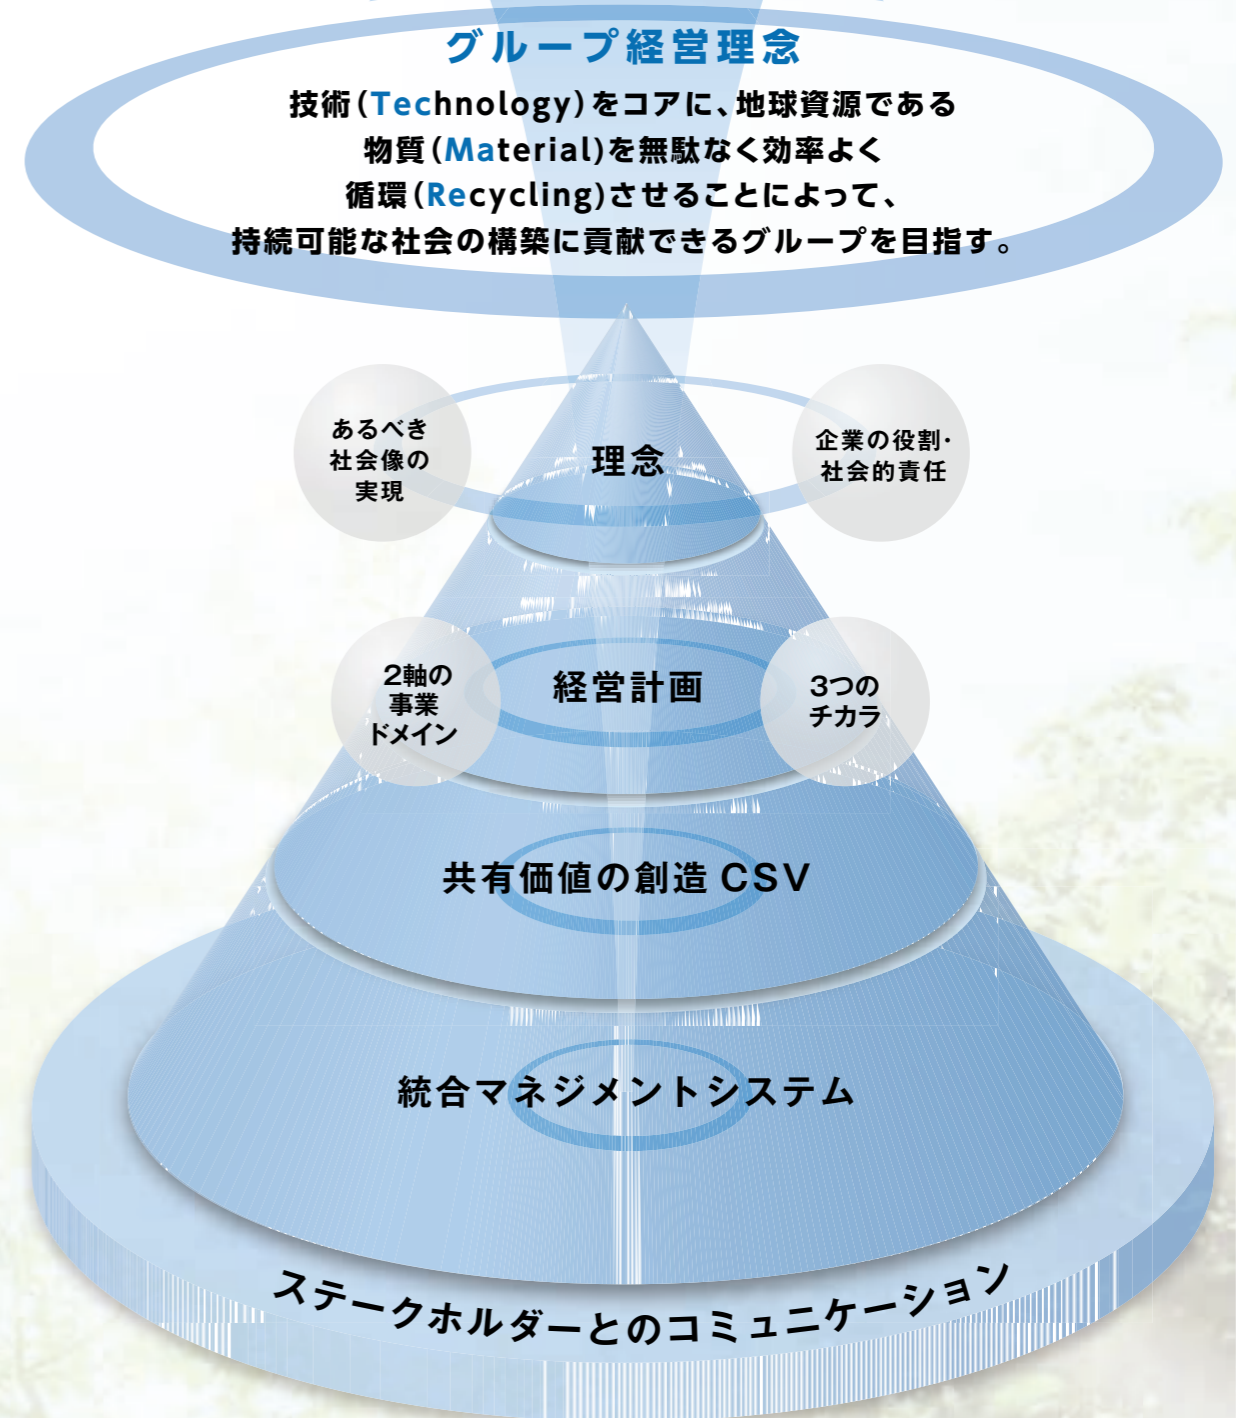 グループ経営理念
技術(Technology)をコアに、地球資源である
物質(Material)を無駄なく効率よく
循環(Recycling)させることによって、
持続可能な社会の構築に貢献できるグループを目指す。
あるべき
社会像の
実現
理念
企業の役割・
社会的責任
2軸の
事業
ドメイン
経営計画
3つの
チカラ
共有価値の創造 CSV
統合マネジメントシステム
ステークホルダーとのコミュニケーション